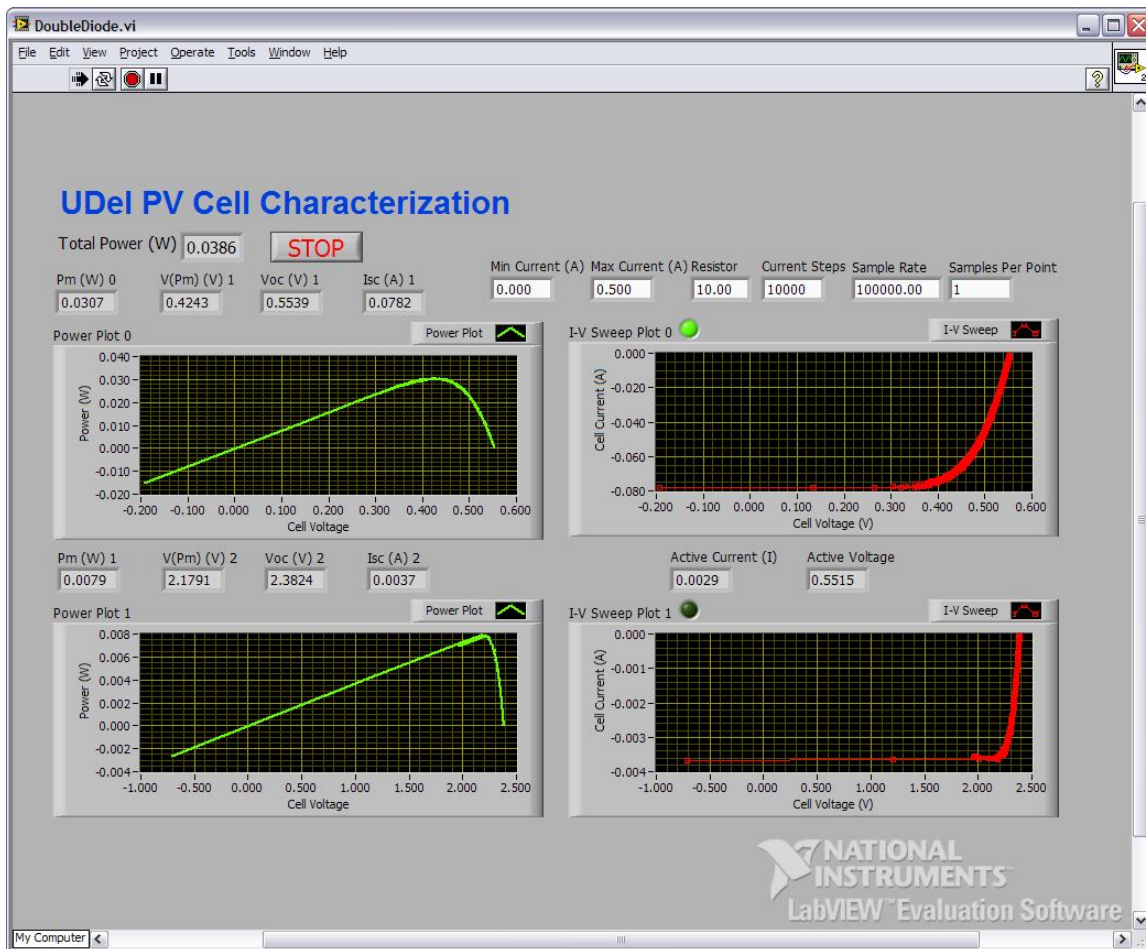 DoubleDiode.vi
File Edit View Project Operate Tools Window Help
?
2
UDel PV Cell Characterization
Total Power (W) 0.0386 STOP
Pm (W) 0 V(Pm) (V) 1 Voc (V) 1 Isc (A) 1
0.0307 0.4243 0.5539 0.0782
Min Current (A) Max Current (A) Resistor Current Steps Sample Rate Samples Per Point
0.000 0.500 10.00 10000 100000.00 1
Power Plot 0 Power Plot
0.040
0.030
0.020
0.010
0.000
-0.010
-0.020
Power (W)
-0.200 -0.100 0.000 0.100 0.200 0.300 0.400 0.500 0.600
Cell Voltage
I-V Sweep Plot 0 I-V Sweep
0.000
-0.020
-0.040
-0.060
-0.080
Cell Current (A)
-0.200 -0.100 0.000 0.100 0.200 0.300 0.400 0.500 0.600
Cell Voltage (V)
Pm (W) 1 V(Pm) (V) 2 Voc (V) 2 Isc (A) 2
0.0079 2.1791 2.3824 0.0037
Active Current (I) Active Voltage
0.0029 0.5515
Power Plot 1 Power Plot
0.008
0.006
0.004
0.002
0.000
-0.002
-0.004
Power (W)
-1.000 -0.500 0.000 0.500 1.000 1.500 2.000 2.500
Cell Voltage
I-V Sweep Plot 1 I-V Sweep
0.000
-0.001
-0.002
-0.003
-0.004
Cell Current (A)
-1.000 -0.500 0.000 0.500 1.000 1.500 2.000 2.500
Cell Voltage (V)
NATIONAL
INSTRUMENTS™
LabVIEW™ Evaluation Software
My Computer